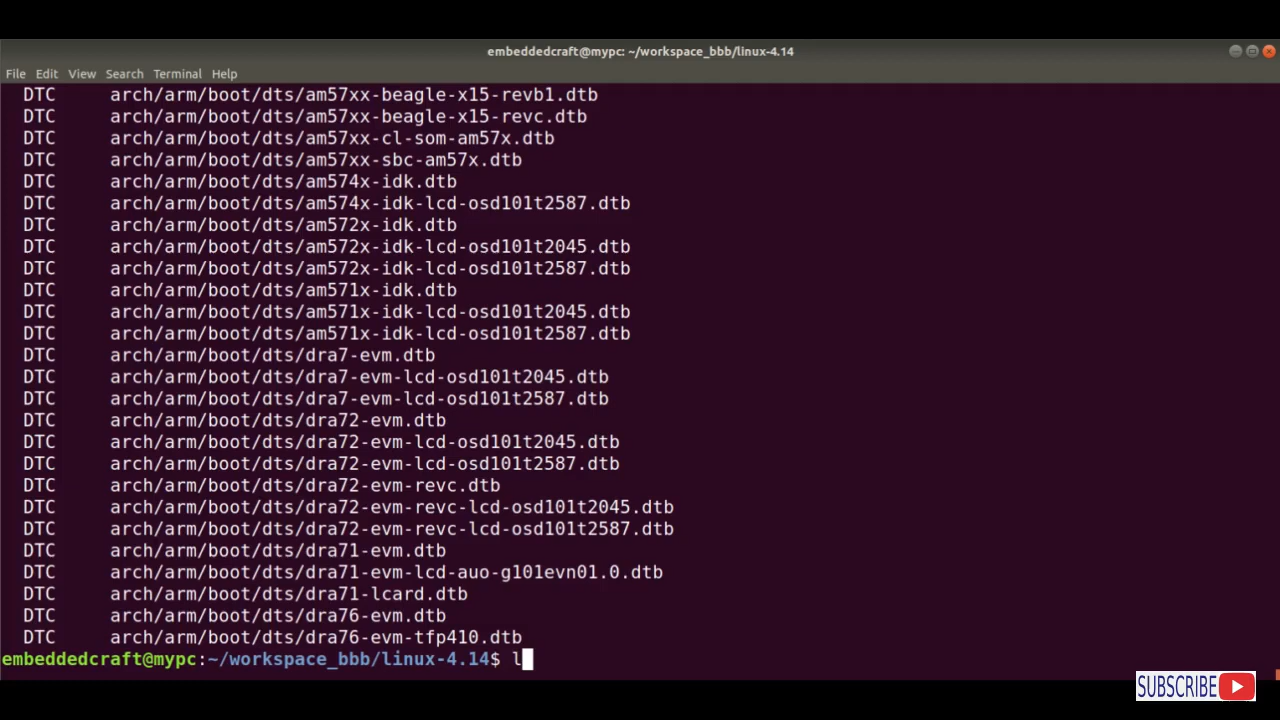 embeddedcraft@mypc: ~/workspace_bbb/linux-4.14
File Edit View Search Terminal Help
DTC arch/arm/boot/dts/am57xx-beagle-x15-revb1.dtb
DTC arch/arm/boot/dts/am57xx-beagle-x15-revc.dtb
DTC arch/arm/boot/dts/am57xx-cl-som-am57x.dtb
DTC arch/arm/boot/dts/am57xx-sbc-am57x.dtb
DTC arch/arm/boot/dts/am574x-idk.dtb
DTC arch/arm/boot/dts/am574x-idk-lcd-osd101t2587.dtb
DTC arch/arm/boot/dts/am572x-idk.dtb
DTC arch/arm/boot/dts/am572x-idk-lcd-osd101t2045.dtb
DTC arch/arm/boot/dts/am572x-idk-lcd-osd101t2587.dtb
DTC arch/arm/boot/dts/am571x-idk.dtb
DTC arch/arm/boot/dts/am571x-idk-lcd-osd101t2045.dtb
DTC arch/arm/boot/dts/am571x-idk-lcd-osd101t2587.dtb
DTC arch/arm/boot/dts/dra7-evm.dtb
DTC arch/arm/boot/dts/dra7-evm-lcd-osd101t2045.dtb
DTC arch/arm/boot/dts/dra7-evm-lcd-osd101t2587.dtb
DTC arch/arm/boot/dts/dra72-evm.dtb
DTC arch/arm/boot/dts/dra72-evm-lcd-osd101t2045.dtb
DTC arch/arm/boot/dts/dra72-evm-lcd-osd101t2587.dtb
DTC arch/arm/boot/dts/dra72-evm-revc.dtb
DTC arch/arm/boot/dts/dra72-evm-revc-lcd-osd101t2045.dtb
DTC arch/arm/boot/dts/dra72-evm-revc-lcd-osd101t2587.dtb
DTC arch/arm/boot/dts/dra71-evm.dtb
DTC arch/arm/boot/dts/dra71-evm-lcd-auo-g101evn01.0.dtb
DTC arch/arm/boot/dts/dra71-lcard.dtb
DTC arch/arm/boot/dts/dra76-evm.dtb
DTC arch/arm/boot/dts/dra76-evm-tfp410.dtb
embeddedcraft@mypc:~/workspace_bbb/linux-4.14$ l
SUBSCRIBE